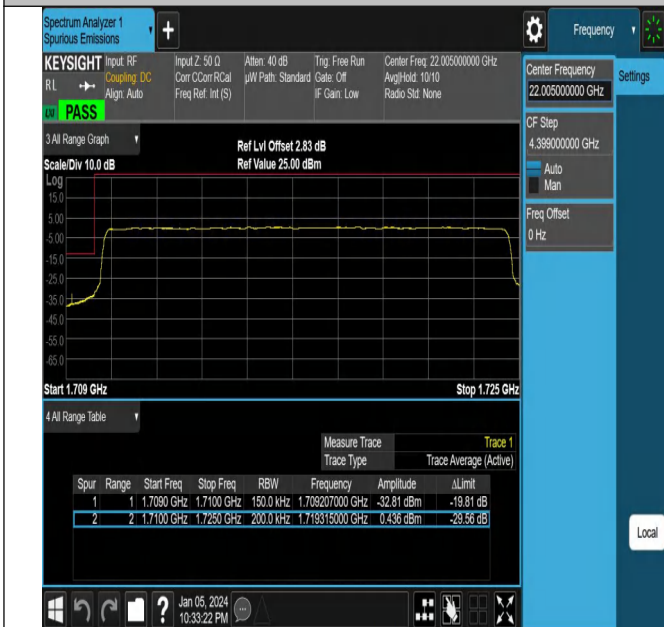 Spectrum Analyzer 1
Spurious Emissions
+
Frequency
KEYSIGHT Input: RF
RL
Coupling: DC
Align: Auto
Input Z: 50 Ω
Corr CCorr RCal
Freq Ref: Int (S)
Atten: 40 dB
µW Path: Standard
Trig: Free Run
Gate: Off
IF Gain: Low
Center Freq: 22.005000000 GHz
Avg|Hold: 10/10
Radio Std: None
PASS
Center Frequency
22.005000000 GHz
Settings
CF Step
4.399000000 GHz
Auto
Man
Freq Offset
0 Hz
3 All Range Graph
Ref Lvl Offset 2.83 dB
Scale/Div 10.0 dB
Ref Value 25.00 dBm
Log
15.0
5.00
-5.00
-15.0
-25.0
-35.0
-45.0
-55.0
-65.0
Start 1.709 GHz
Stop 1.725 GHz
4 All Range Table
Measure Trace Trace 1
Trace Type Trace Average (Active)
Spur Range Start Freq Stop Freq RBW Frequency Amplitude ΔLimit
1 1 1.7090 GHz 1.7100 GHz 150.0 kHz 1.709207000 GHz -32.81 dBm -19.81 dB
2 2 1.7100 GHz 1.7250 GHz 200.0 kHz 1.719315000 GHz 0.436 dBm -29.56 dB
Local
?
Jan 05, 2024
10:33:22 PM